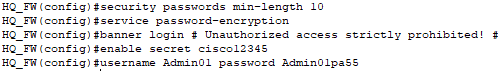 HQ_FW(config)#security passwords min-length 10
HQ_FW(config)#service password-encryption
HQ_FW(config)#banner login # Unauthorized access strictly prohibited! #
HQ_FW(config)#enable secret cisco12345
HQ_FW(config)#username Admin01 password Admin01pa55